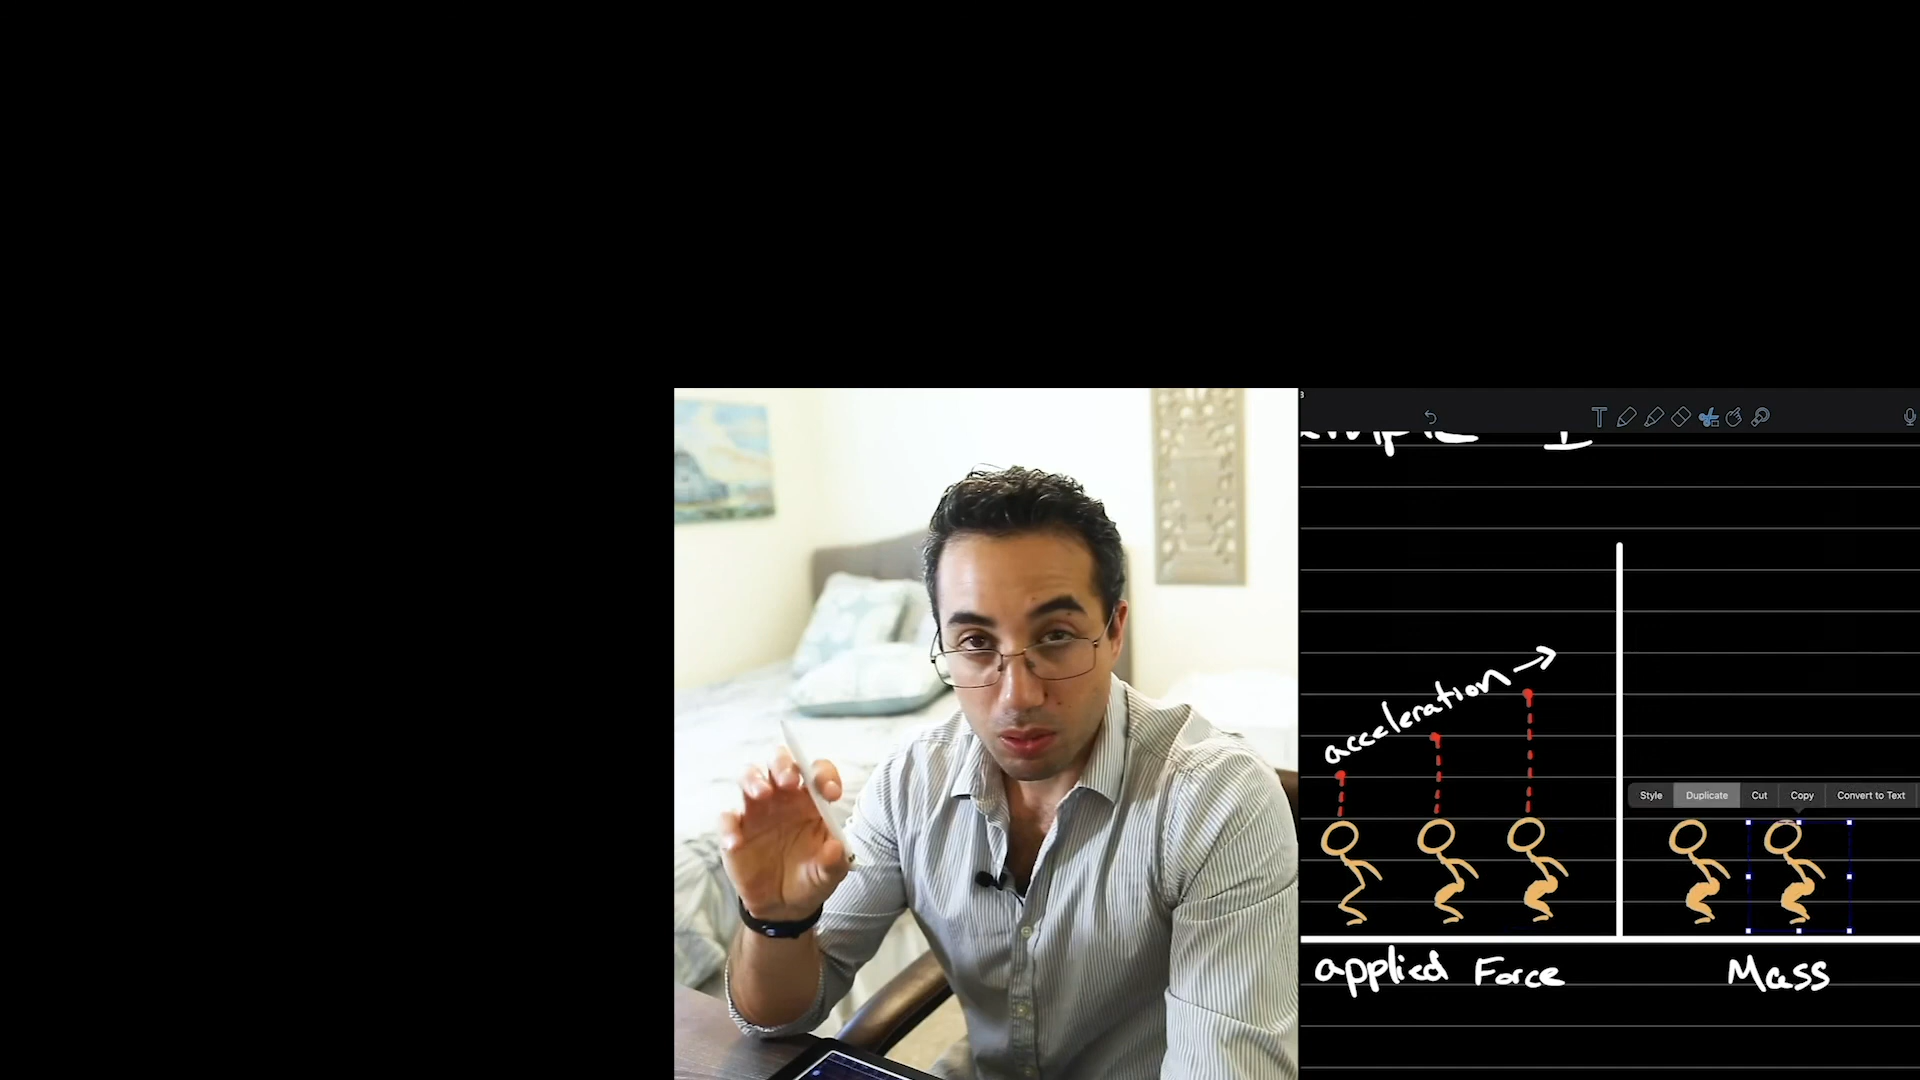 acceleration →
Style Duplicate Cut Copy Convert to Text
applied Force
Mass